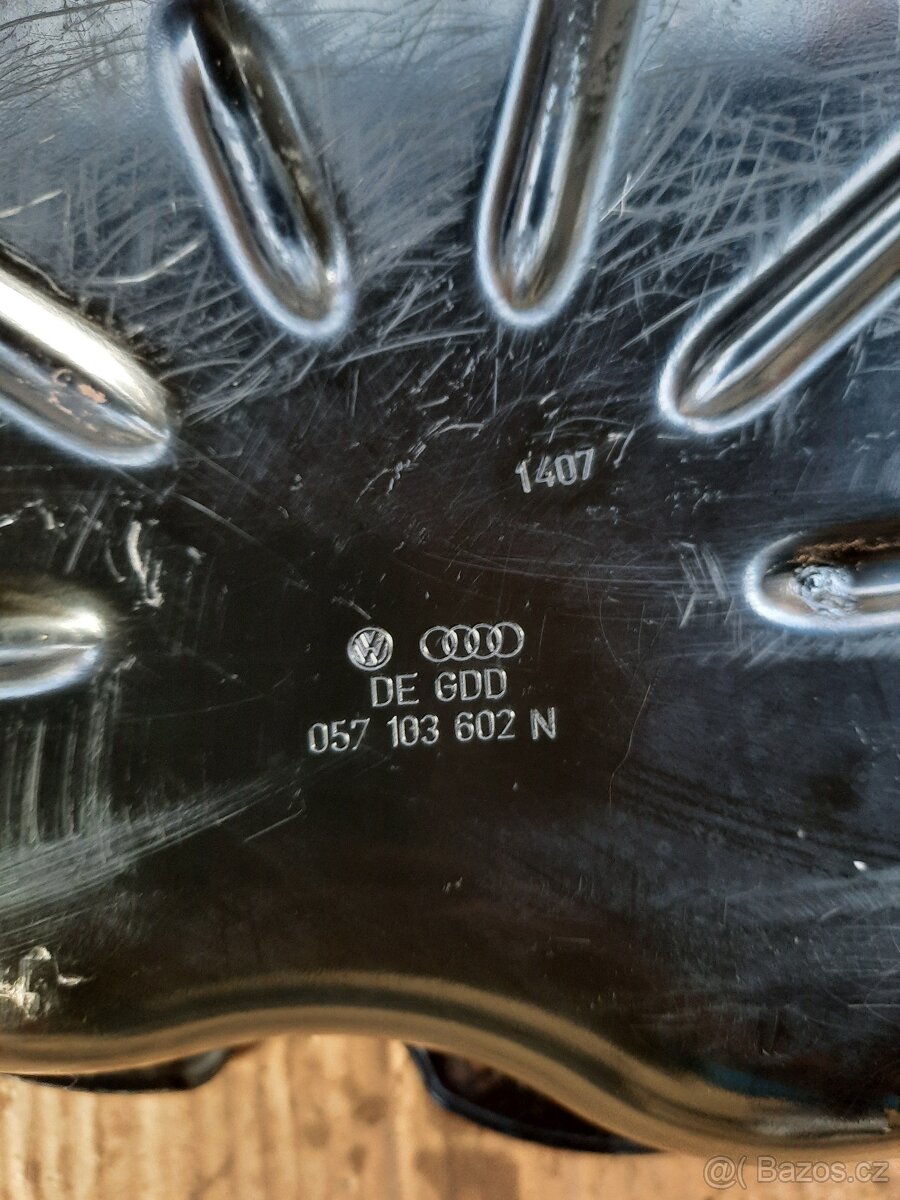 1407
DE GDD
057 103 602 N
@( Bazos.cz